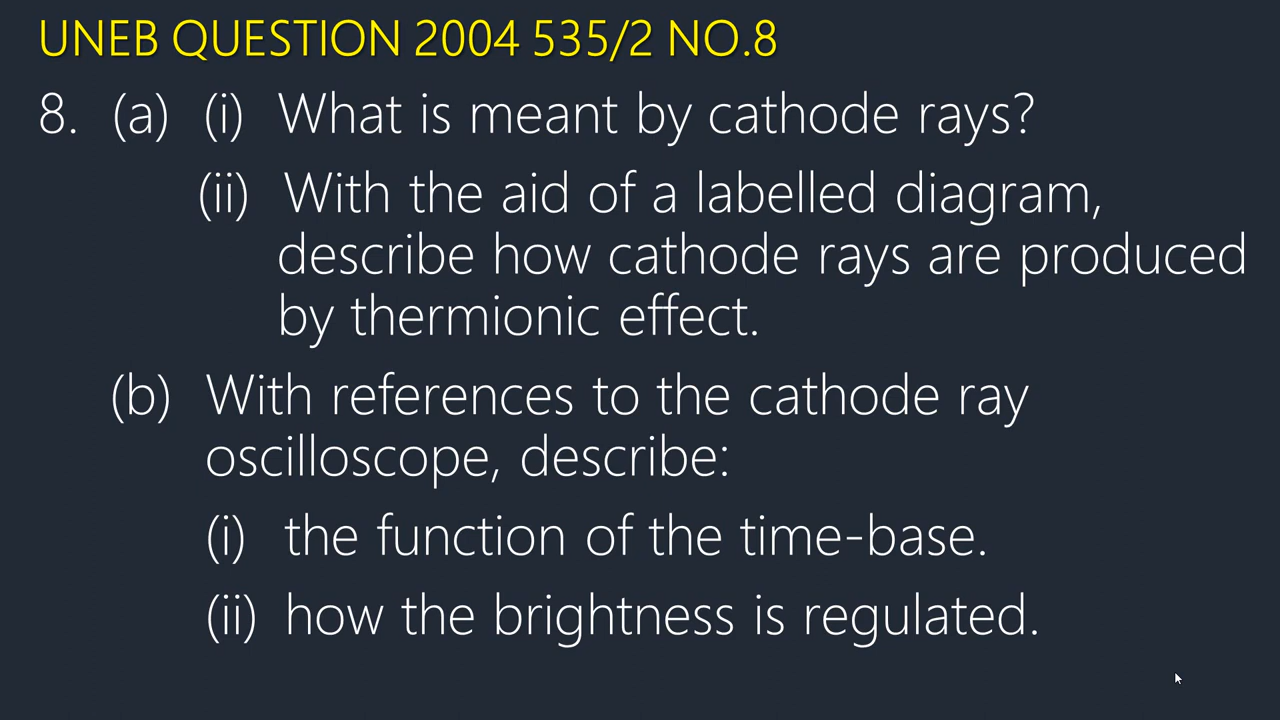 UNEB QUESTION 2004 535/2 NO.8
8. (a) (i) What is meant by cathode rays?
(ii) With the aid of a labelled diagram,
describe how cathode rays are produced
by thermionic effect.
(b) With references to the cathode ray
oscilloscope, describe:
(i) the function of the time-base.
(ii) how the brightness is regulated.